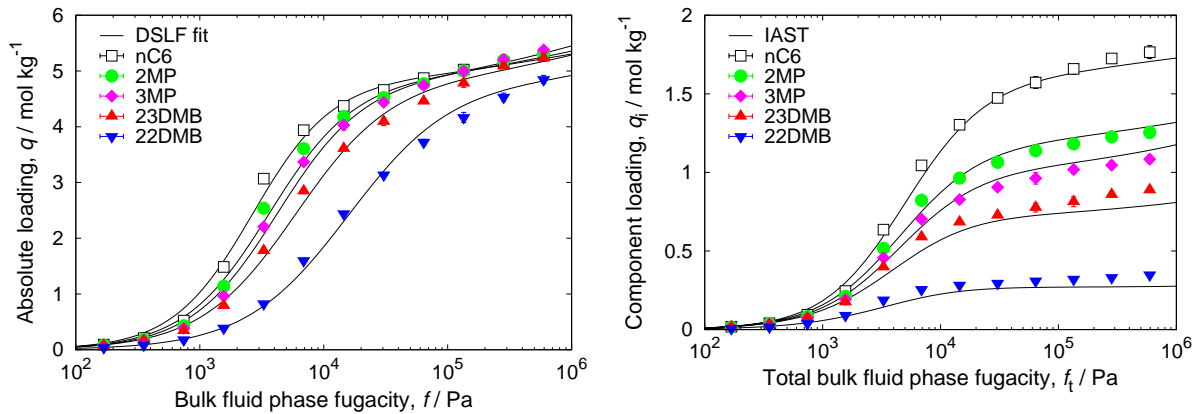 6
5
4
3
2
1
0
10² 10³ 10⁴ 10⁵ 10⁶
Absolute loading, q / mol kg⁻¹
Bulk fluid phase fugacity, f / Pa
DSLF fit
nC6
2MP
3MP
23DMB
22DMB
2
1.5
1
0.5
0
10² 10³ 10⁴ 10⁵ 10⁶
Component loading, qᵢ / mol kg⁻¹
Total bulk fluid phase fugacity, fₜ / Pa
IAST
nC6
2MP
3MP
23DMB
22DMB